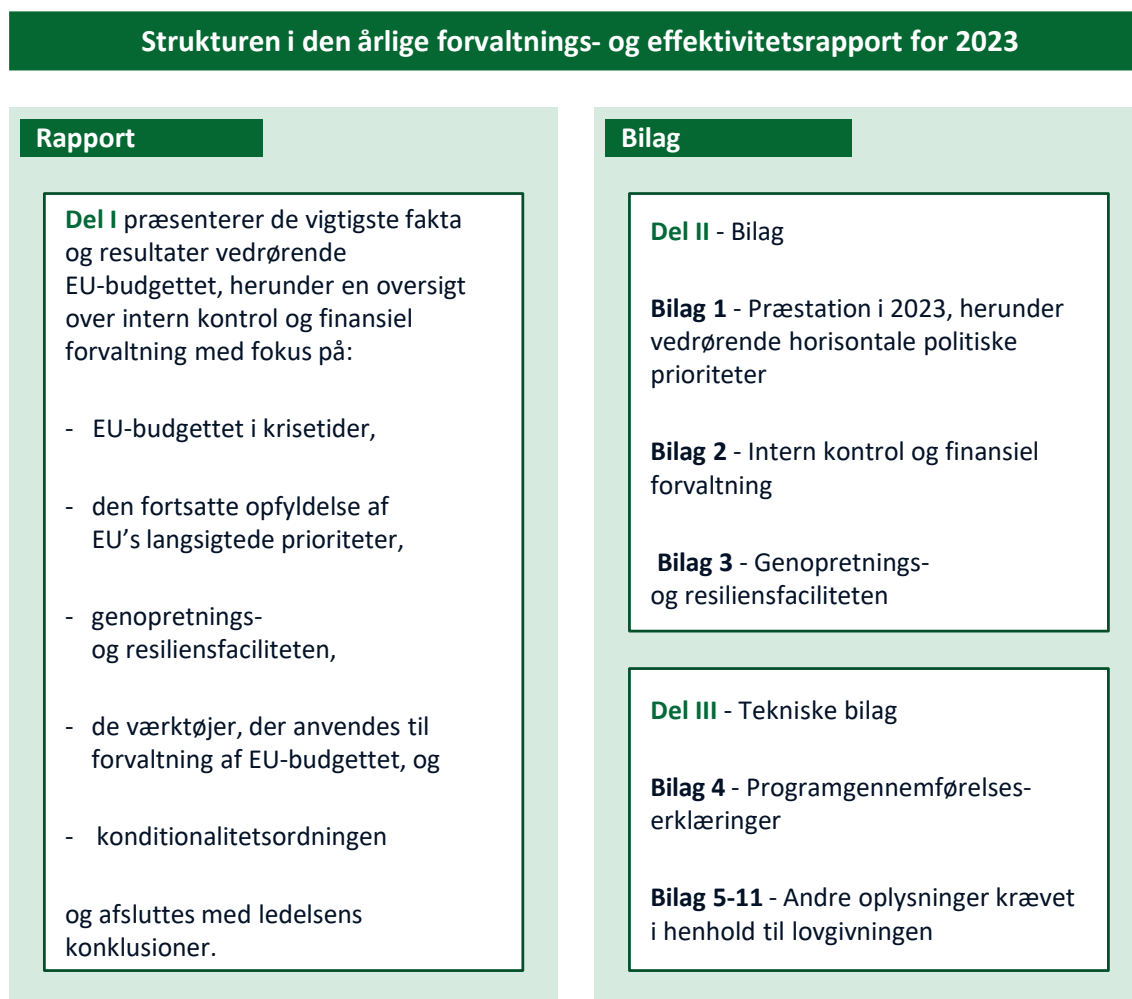 Strukturen i den årlige forvaltnings- og effektivitetsrapport for 2023
Rapport
Del I præsenterer de vigtigste fakta
og resultater vedrørende
EU-budgettet, herunder en oversigt
over intern kontrol og finansiel
forvaltning med fokus på:
- EU-budgettet i krisetider,
- den fortsatte opfyldelse af
EU's langsigtede prioriteter,
- genopretnings-
og resiliensfaciliteten,
- de værktøjer, der anvendes til
forvaltning af EU-budgettet, og
- konditionalitetsordningen
og afsluttes med ledelsens
konklusioner.
Bilag
Del II - Bilag
Bilag 1 - Præstation i 2023, herunder
vedrørende horisontale politiske
prioriteter
Bilag 2 - Intern kontrol og finansiel
forvaltning
Bilag 3 - Genopretnings-
og resiliensfaciliteten
Del III - Tekniske bilag
Bilag 4 - Programgennemførelses-
erklæringer
Bilag 5-11 - Andre oplysninger krævet
i henhold til lovgivningen